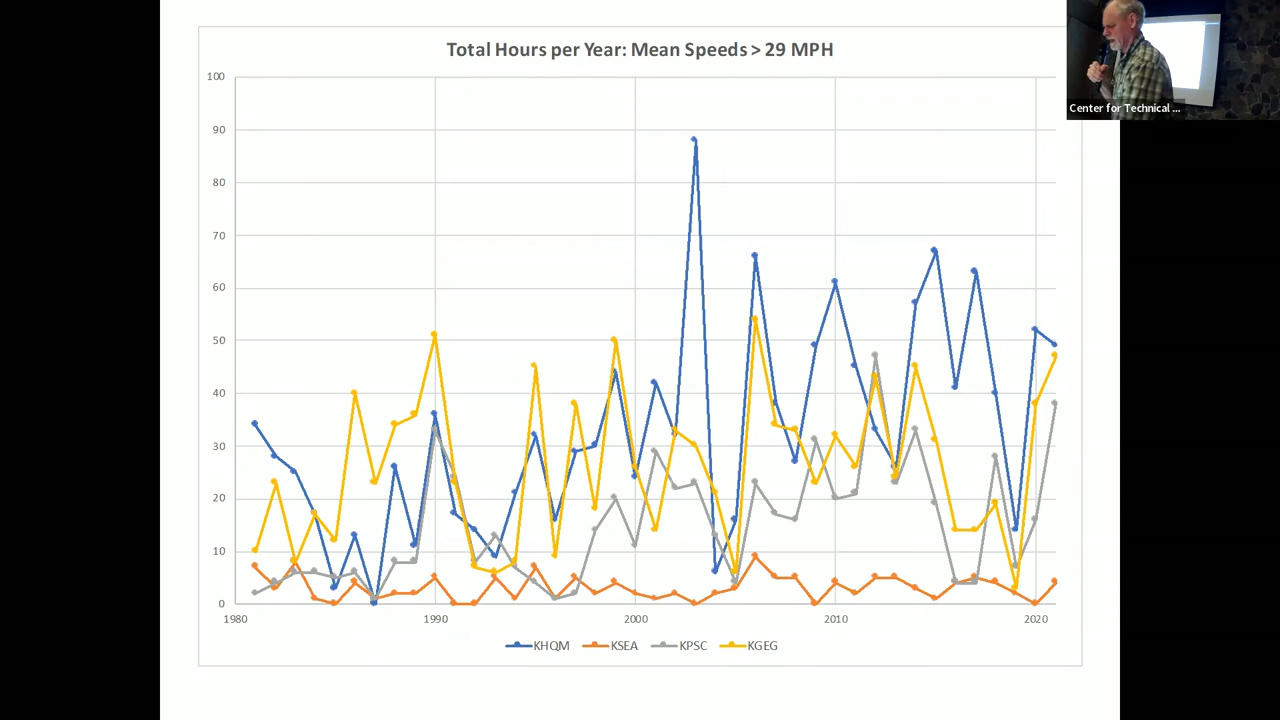 Total Hours per Year: Mean Speeds > 29 MPH
100
90
80
70
60
50
40
30
20
10
0
1980 1990 2000 2010 2020
KHQM KSEA KPSC KGEG
Center for Technical ...